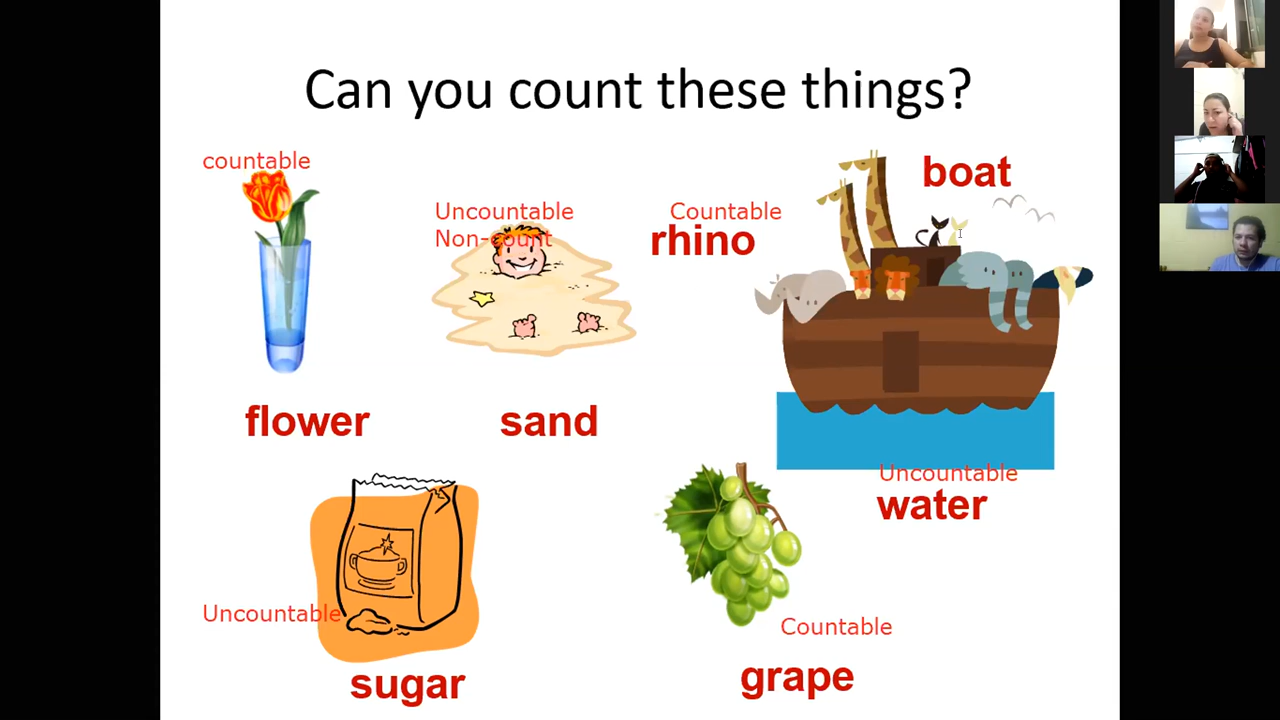 Can you count these things?
countable
Uncountable
Non-count
Countable
boat
rhino
flower
sand
Uncountable
water
Uncountable
Countable
sugar
grape